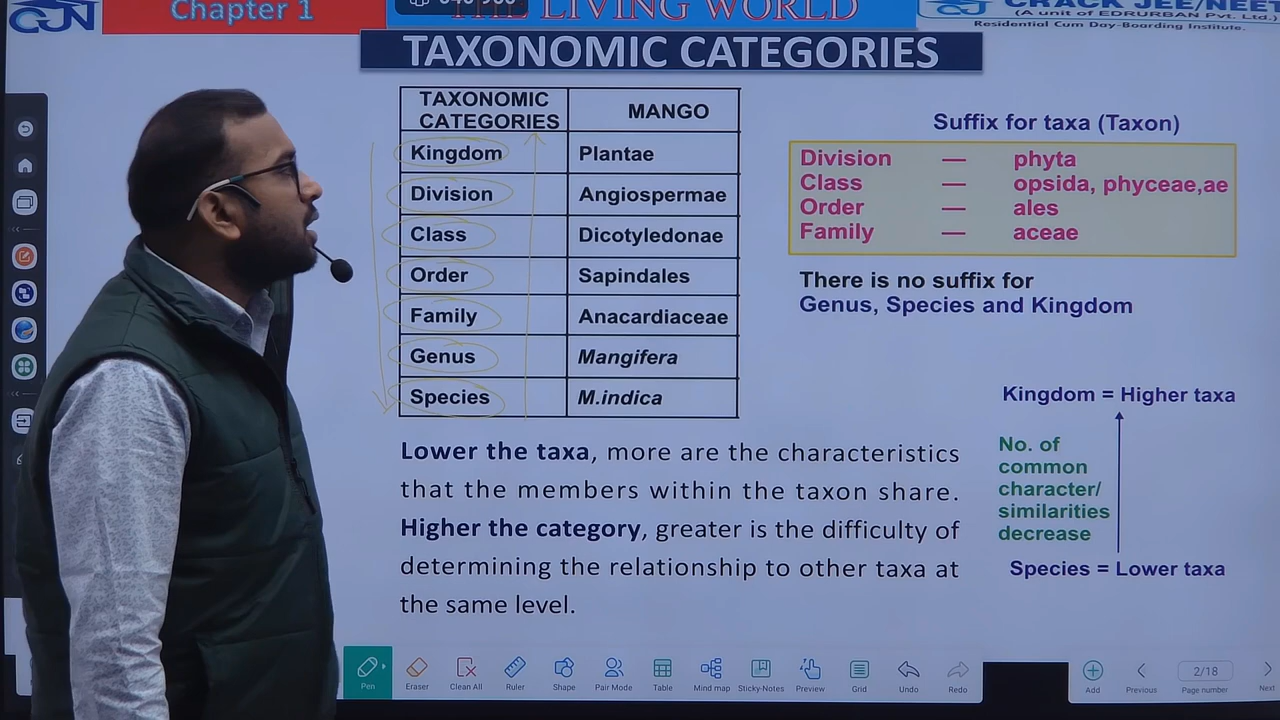 Chapter 1
THE LIVING WORLD
CRACK JEE/NEET
(A unit of EDRURBAN Pvt. Ltd.)
Residential Cum Day-Boarding Institute.
TAXONOMIC CATEGORIES
TAXONOMIC CATEGORIES MANGO
Kingdom Plantae
Division Angiospermae
Class Dicotyledonae
Order Sapindales
Family Anacardiaceae
Genus Mangifera
Species M.indica
Suffix for taxa (Taxon)
Division — phyta
Class — opsida, phyceae,ae
Order — ales
Family — aceae
There is no suffix for
Genus, Species and Kingdom
Kingdom = Higher taxa
No. of
common
character/
similarities
decrease
Species = Lower taxa
Lower the taxa, more are the characteristics
that the members within the taxon share.
Higher the category, greater is the difficulty of
determining the relationship to other taxa at
the same level.
Pen Eraser Clean All Ruler Shape Pair Mode Table Mind map Sticky-Notes Preview Grid Undo Redo
Add Previous 2/18 Page number Next